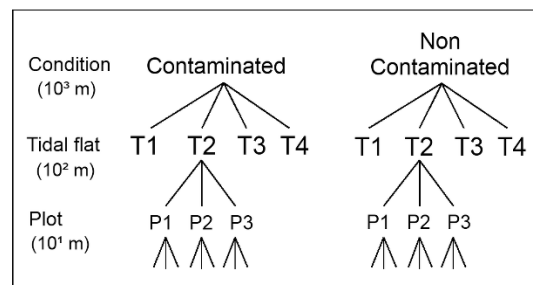 Condition
(10³ m)
Contaminated
Non
Contaminated
Tidal flat
(10² m)
T1 T2 T3 T4
T1 T2 T3 T4
Plot
(10¹ m)
P1 P2 P3
P1 P2 P3